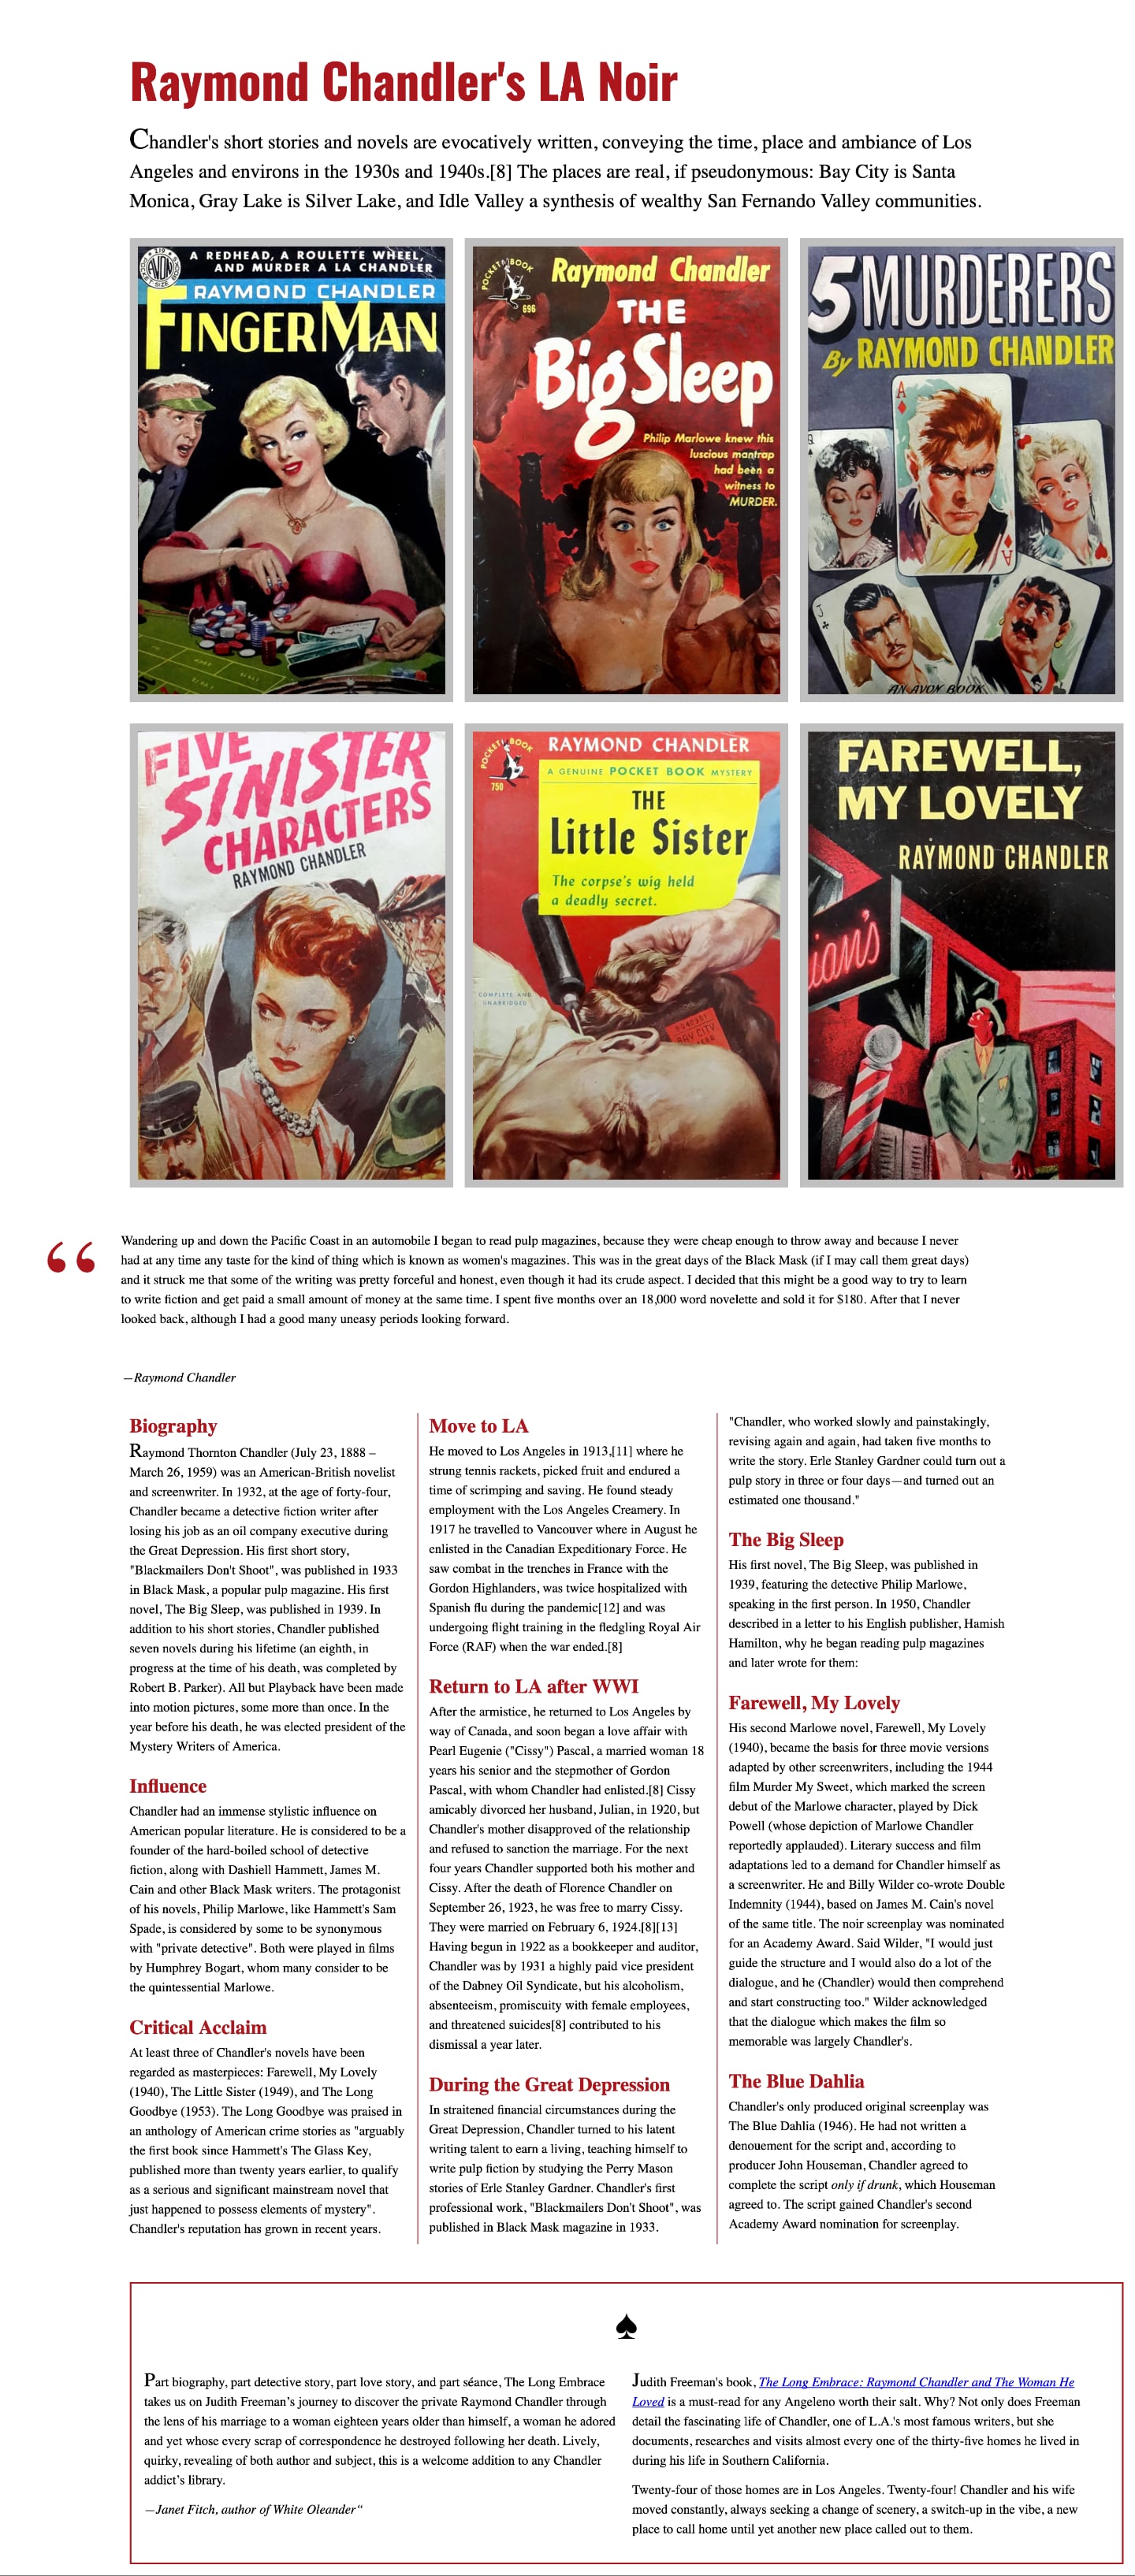 Raymond Chandler's LA Noir
Chandler's short stories and novels are evocatively written, conveying the time, place and ambiance of Los
Angeles and environs in the 1930s and 1940s.[8] The places are real, if pseudonymous: Bay City is Santa
Monica, Gray Lake is Silver Lake, and Idle Valley a synthesis of wealthy San Fernando Valley communities.
AVON
A REDHEAD, A ROULETTE WHEEL,
AND MURDER A LA CHANDLER
RAYMOND CHANDLER
FINGER MAN
POCKET BOOK
696
Raymond Chandler
THE
Big Sleep
Philip Marlowe knew this
luscious mantrap
had been a
witness to
MURDER.
5 MURDERERS
By RAYMOND CHANDLER
A
A
J
AN AVON BOOK
FIVE
SINISTER
CHARACTERS
RAYMOND CHANDLER
POCKET BOOK
750
RAYMOND CHANDLER
A GENUINE POCKET BOOK MYSTERY
THE
Little Sister
The corpse's wig held
a deadly secret.
COMPLETE AND
UNABRIDGED
BAY CITY
FAREWELL,
MY LOVELY
RAYMOND CHANDLER
ian's
“
Wandering up and down the Pacific Coast in an automobile I began to read pulp magazines, because they were cheap enough to throw away and because I never
had at any time any taste for the kind of thing which is known as women's magazines. This was in the great days of the Black Mask (if I may call them great days)
and it struck me that some of the writing was pretty forceful and honest, even though it had its crude aspect. I decided that this might be a good way to try to learn
to write fiction and get paid a small amount of money at the same time. I spent five months over an 18,000 word novelette and sold it for $180. After that I never
looked back, although I had a good many uneasy periods looking forward.
—Raymond Chandler
Biography
Raymond Thornton Chandler (July 23, 1888 –
March 26, 1959) was an American-British novelist
and screenwriter. In 1932, at the age of forty-four,
Chandler became a detective fiction writer after
losing his job as an oil company executive during
the Great Depression. His first short story,
"Blackmailers Don't Shoot", was published in 1933
in Black Mask, a popular pulp magazine. His first
novel, The Big Sleep, was published in 1939. In
addition to his short stories, Chandler published
seven novels during his lifetime (an eighth, in
progress at the time of his death, was completed by
Robert B. Parker). All but Playback have been made
into motion pictures, some more than once. In the
year before his death, he was elected president of the
Mystery Writers of America.
Influence
Chandler had an immense stylistic influence on
American popular literature. He is considered to be a
founder of the hard-boiled school of detective
fiction, along with Dashiell Hammett, James M.
Cain and other Black Mask writers. The protagonist
of his novels, Philip Marlowe, like Hammett's Sam
Spade, is considered by some to be synonymous
with "private detective". Both were played in films
by Humphrey Bogart, whom many consider to be
the quintessential Marlowe.
Critical Acclaim
At least three of Chandler's novels have been
regarded as masterpieces: Farewell, My Lovely
(1940), The Little Sister (1949), and The Long
Goodbye (1953). The Long Goodbye was praised in
an anthology of American crime stories as "arguably
the first book since Hammett's The Glass Key,
published more than twenty years earlier, to qualify
as a serious and significant mainstream novel that
just happened to possess elements of mystery".
Chandler's reputation has grown in recent years.
Move to LA
He moved to Los Angeles in 1913,[11] where he
strung tennis rackets, picked fruit and endured a
time of scrimping and saving. He found steady
employment with the Los Angeles Creamery. In
1917 he travelled to Vancouver where in August he
enlisted in the Canadian Expeditionary Force. He
saw combat in the trenches in France with the
Gordon Highlanders, was twice hospitalized with
Spanish flu during the pandemic[12] and was
undergoing flight training in the fledgling Royal Air
Force (RAF) when the war ended.[8]
Return to LA after WWI
After the armistice, he returned to Los Angeles by
way of Canada, and soon began a love affair with
Pearl Eugenie ("Cissy") Pascal, a married woman 18
years his senior and the stepmother of Gordon
Pascal, with whom Chandler had enlisted.[8] Cissy
amicably divorced her husband, Julian, in 1920, but
Chandler's mother disapproved of the relationship
and refused to sanction the marriage. For the next
four years Chandler supported both his mother and
Cissy. After the death of Florence Chandler on
September 26, 1923, he was free to marry Cissy.
They were married on February 6, 1924.[8][13]
Having begun in 1922 as a bookkeeper and auditor,
Chandler was by 1931 a highly paid vice president
of the Dabney Oil Syndicate, but his alcoholism,
absenteeism, promiscuity with female employees,
and threatened suicides[8] contributed to his
dismissal a year later.
During the Great Depression
In straitened financial circumstances during the
Great Depression, Chandler turned to his latent
writing talent to earn a living, teaching himself to
write pulp fiction by studying the Perry Mason
stories of Erle Stanley Gardner. Chandler's first
professional work, "Blackmailers Don't Shoot", was
published in Black Mask magazine in 1933.
"Chandler, who worked slowly and painstakingly,
revising again and again, had taken five months to
write the story. Erle Stanley Gardner could turn out a
pulp story in three or four days—and turned out an
estimated one thousand."
The Big Sleep
His first novel, The Big Sleep, was published in
1939, featuring the detective Philip Marlowe,
speaking in the first person. In 1950, Chandler
described in a letter to his English publisher, Hamish
Hamilton, why he began reading pulp magazines
and later wrote for them:
Farewell, My Lovely
His second Marlowe novel, Farewell, My Lovely
(1940), became the basis for three movie versions
adapted by other screenwriters, including the 1944
film Murder My Sweet, which marked the screen
debut of the Marlowe character, played by Dick
Powell (whose depiction of Marlowe Chandler
reportedly applauded). Literary success and film
adaptations led to a demand for Chandler himself as
a screenwriter. He and Billy Wilder co-wrote Double
Indemnity (1944), based on James M. Cain's novel
of the same title. The noir screenplay was nominated
for an Academy Award. Said Wilder, "I would just
guide the structure and I would also do a lot of the
dialogue, and he (Chandler) would then comprehend
and start constructing too." Wilder acknowledged
that the dialogue which makes the film so
memorable was largely Chandler's.
The Blue Dahlia
Chandler's only produced original screenplay was
The Blue Dahlia (1946). He had not written a
denouement for the script and, according to
producer John Houseman, Chandler agreed to
complete the script only if drunk, which Houseman
agreed to. The script gained Chandler's second
Academy Award nomination for screenplay.
♠
Part biography, part detective story, part love story, and part séance, The Long Embrace
takes us on Judith Freeman’s journey to discover the private Raymond Chandler through
the lens of his marriage to a woman eighteen years older than himself, a woman he adored
and yet whose every scrap of correspondence he destroyed following her death. Lively,
quirky, revealing of both author and subject, this is a welcome addition to any Chandler
addict’s library.
—Janet Fitch, author of White Oleander“
Judith Freeman's book, The Long Embrace: Raymond Chandler and The Woman He
Loved is a must-read for any Angeleno worth their salt. Why? Not only does Freeman
detail the fascinating life of Chandler, one of L.A.'s most famous writers, but she
documents, researches and visits almost every one of the thirty-five homes he lived in
during his life in Southern California.
Twenty-four of those homes are in Los Angeles. Twenty-four! Chandler and his wife
moved constantly, always seeking a change of scenery, a switch-up in the vibe, a new
place to call home until yet another new place called out to them.